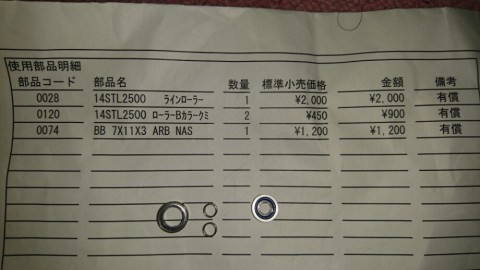 使用部品明細
部品コード 部品名 数量 標準小売価格 金額 備考
0028 14STL2500 ラインローラー 1 ¥2,000 ¥2,000 有償
0120 14STL2500 ローラーBカラークミ 2 ¥450 ¥900 有償
0074 BB 7X11X3 ARB NAS 1 ¥1,200 ¥1,200 有償